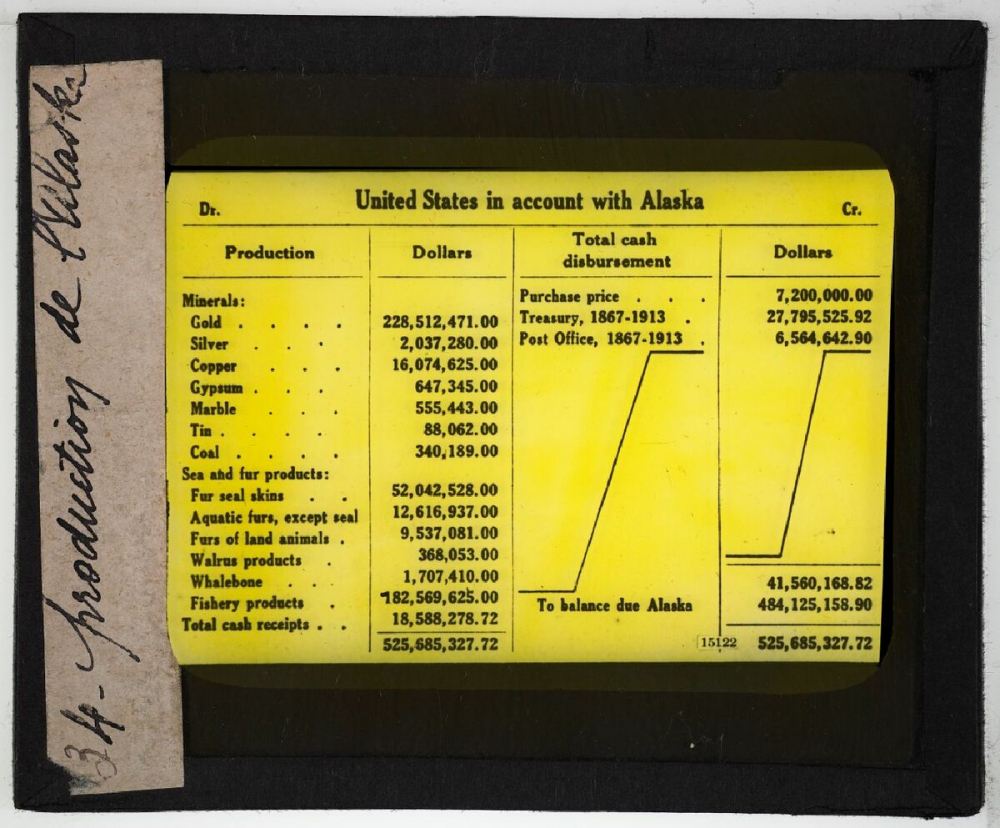 34 - production de l'Alaska
United States in account with Alaska
Dr. Cr.
Production Dollars Total cash disbursement Dollars
Minerals: Purchase price . . . 7,200,000.00
Gold . . . . 228,512,471.00 Treasury, 1867-1913 . 27,795,525.92
Silver . . . 2,037,280.00 Post Office, 1867-1913 . 6,564,642.90
Copper . . . 16,074,625.00
Gypsum . . . . 647,345.00
Marble . . . 555,443.00
Tin . . . . 88,062.00
Coal . . . . 340,189.00
Sea and fur products:
Fur seal skins . . 52,042,528.00
Aquatic furs, except seal 12,616,937.00
Furs of land animals . 9,537,081.00
Walrus products . 368,053.00
Whalebone . . 1,707,410.00 41,560,168.82
Fishery products . 182,569,625.00 To balance due Alaska 484,125,158.90
Total cash receipts . . 18,588,278.72
525,685,327.72 15122 525,685,327.72